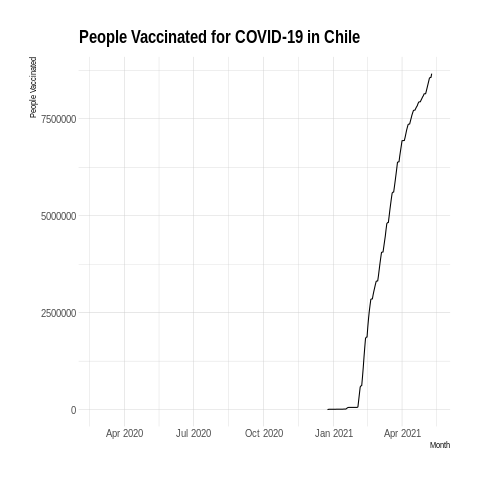 People Vaccinated for COVID-19 in Chile
People Vaccinated
7500000
5000000
2500000
0
Apr 2020 Jul 2020 Oct 2020 Jan 2021 Apr 2021
Month